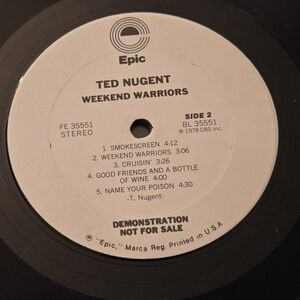 Epic
TED NUGENT
WEEKEND WARRIORS
FE 35551
STEREO
SIDE 2
BL 35551
℗ 1978 CBS Inc.
1. SMOKESCREEN 4:12
2. WEEKEND WARRIORS 3:06
3. CRUISIN' 3:26
4. GOOD FRIENDS AND A BOTTLE
OF WINE 4:00
5. NAME YOUR POISON 4:30
-T. Nugent-
DEMONSTRATION
NOT FOR SALE
© "Epic," Marca Reg. Printed in U.S.A.